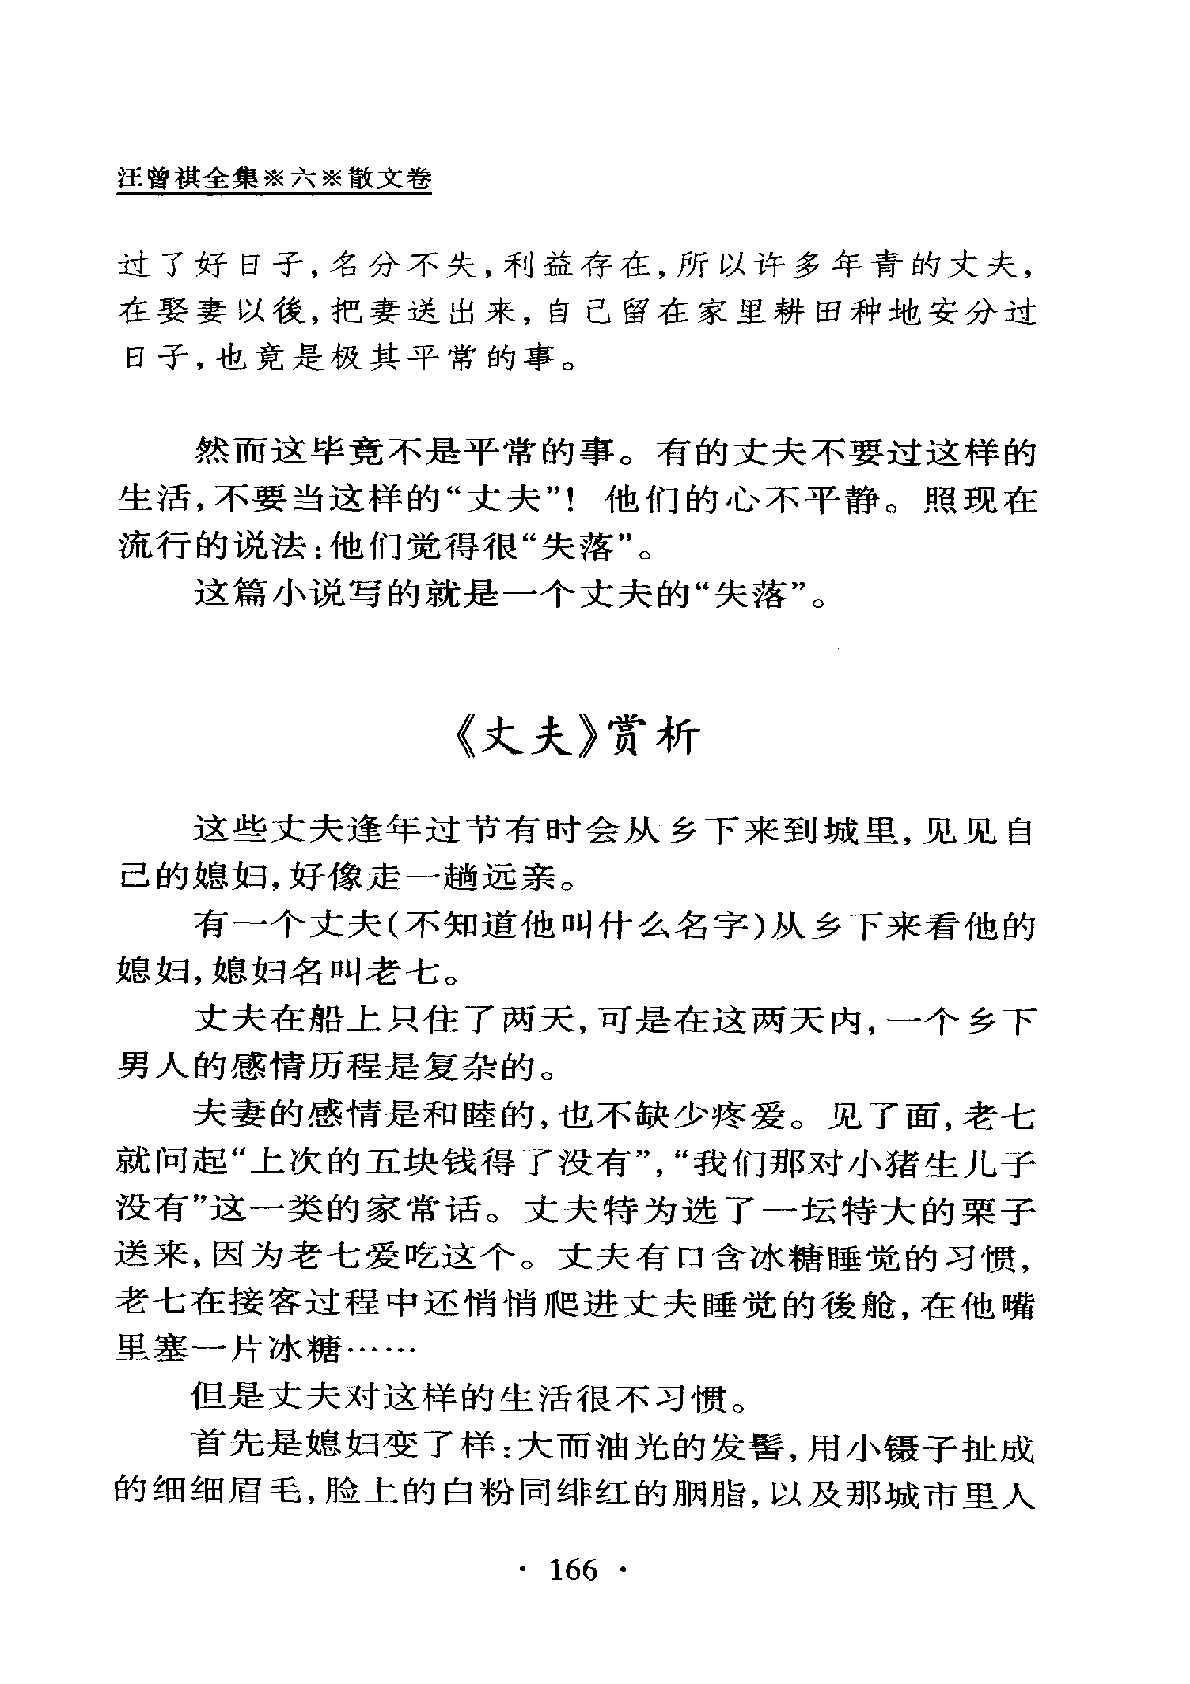 汪曾祺全集※六※散文卷
过了好日子,名分不失,利益存在,所以许多年青的丈夫,
在娶妻以後,把妻送出来,自己留在家里耕田种地安分过
日子,也竟是极其平常的事。
然而这毕竟不是平常的事。有的丈夫不要过这样的
生活,不要当这样的“丈夫”! 他们的心不平静。照现在
流行的说法:他们觉得很“失落”。
这篇小说写的就是一个丈夫的“失落”。
《丈夫》赏析
这些丈夫逢年过节有时会从乡下来到城里,见见自
己的媳妇,好像走一趟远亲。
有一个丈夫(不知道他叫什么名字)从乡下来看他的
媳妇,媳妇名叫老七。
丈夫在船上只住了两天,可是在这两天内,一个乡下
男人的感情历程是复杂的。
夫妻的感情是和睦的,也不缺少疼爱。见了面,老七
就问起“上次的五块钱得了没有”,“我们那对小猪生儿子
没有”这一类的家常话。丈夫特为选了一坛特大的栗子
送来,因为老七爱吃这个。丈夫有口含冰糖睡觉的习惯,
老七在接客过程中还悄悄爬进丈夫睡觉的後舱,在他嘴
里塞一片冰糖……
但是丈夫对这样的生活很不习惯。
首先是媳妇变了样:大而油光的发髻,用小镊子扯成
的细细眉毛,脸上的白粉同绯红的胭脂,以及那城市里人
· 166 ·